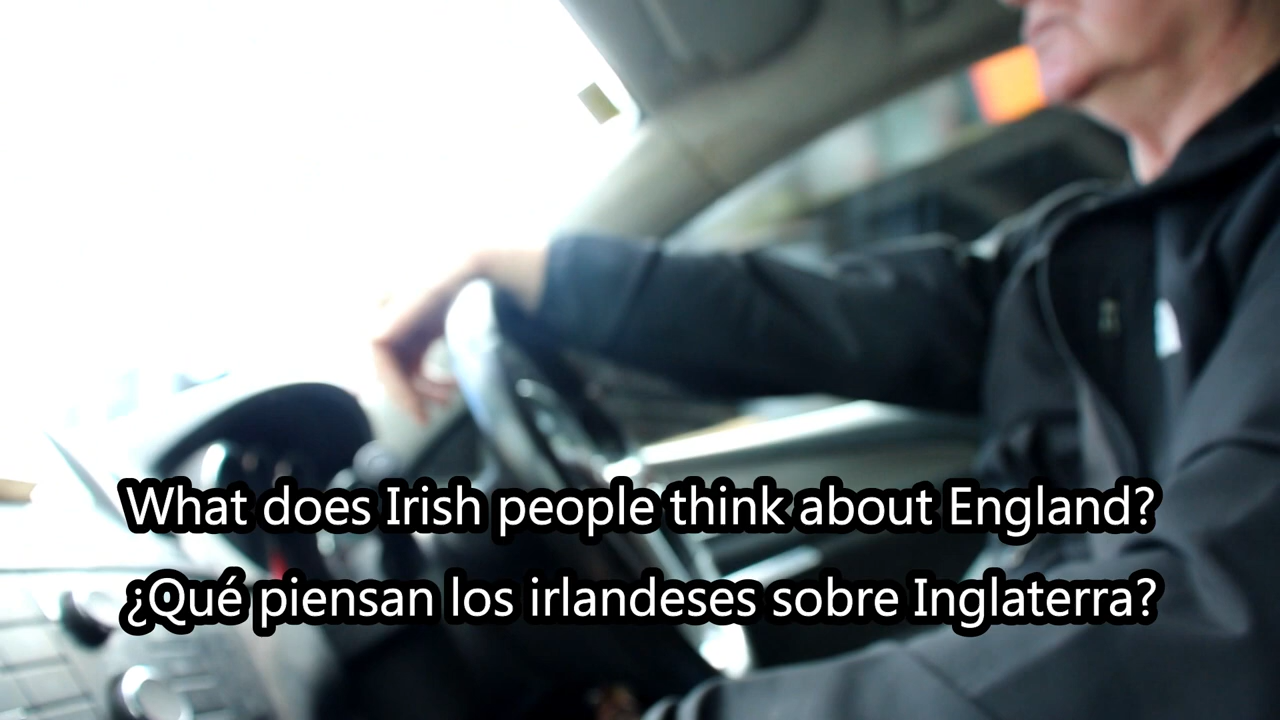 What does Irish people think about England?
¿Qué piensan los irlandeses sobre Inglaterra?